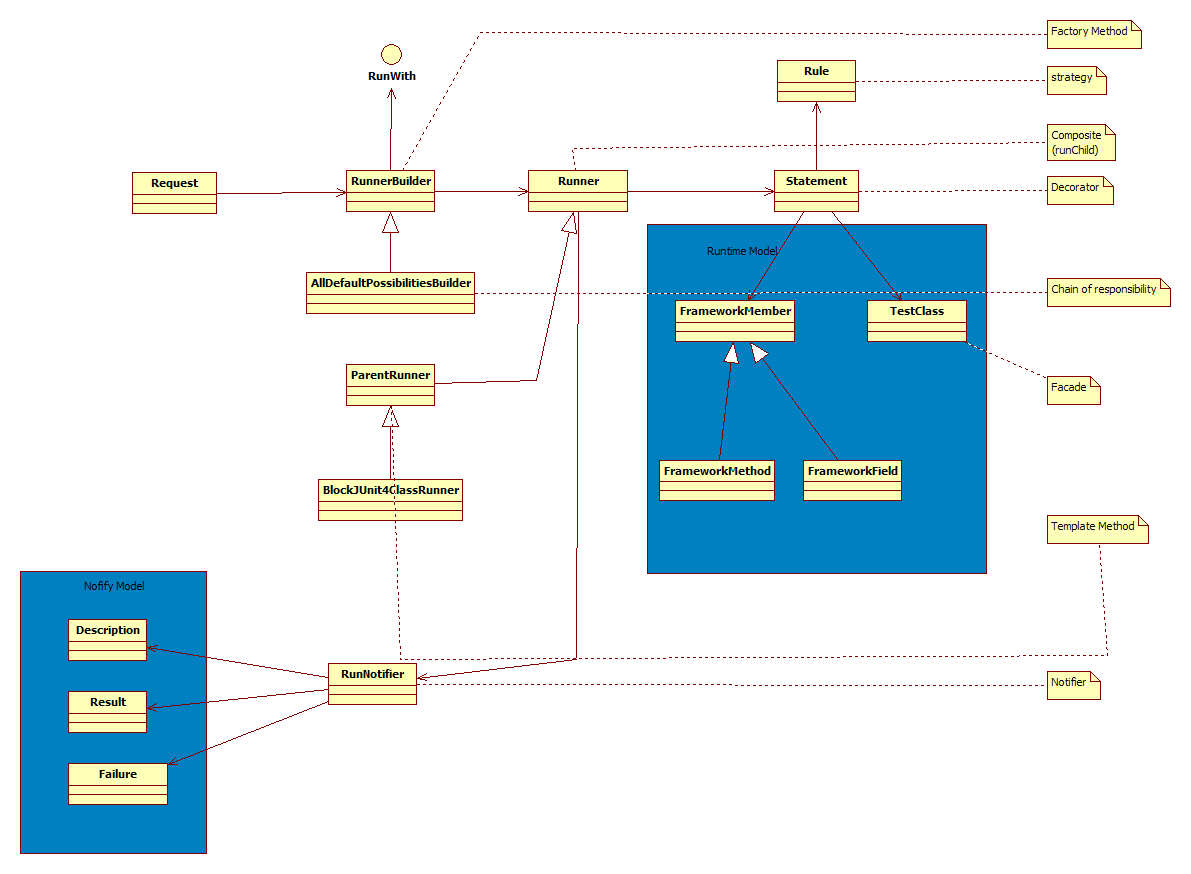 Factory Method
RunWith
Rule
strategy
Composite
(runChild)
Request
RunnerBuilder
Runner
Statement
Decorator
Runtime Model
AllDefaultPossibilitiesBuilder
Chain of responsibility
FrameworkMember
TestClass
ParentRunner
Facade
FrameworkMethod
FrameworkField
BlockJUnit4ClassRunner
Template Method
Nofify Model
Description
RunNotifier
Notifier
Result
Failure